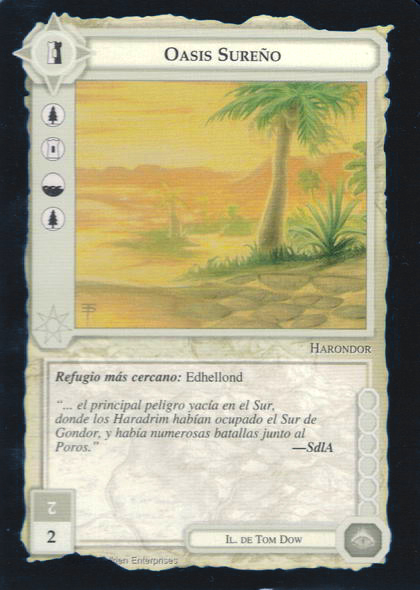 OASIS SUREÑO
HARONDOR
Refugio más cercano: Edhellond
"... el principal peligro yacía en el Sur,
donde los Haradrim habían ocupado el Sur de
Gondor, y había numerosas batallas junto al
Poros." —SdlA
2
2
IL. DE TOM DOW
Enterprises